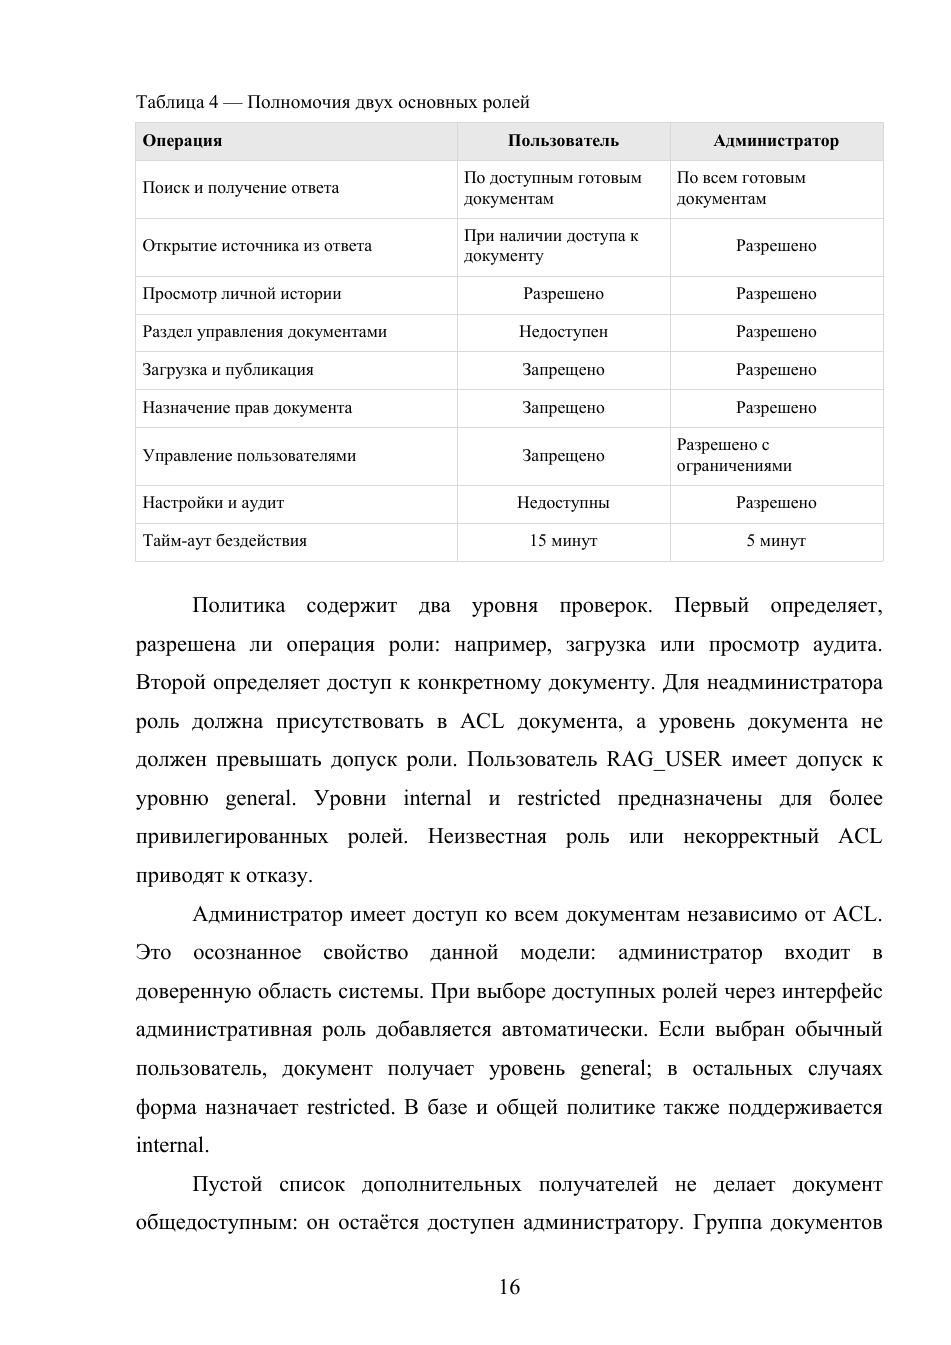 Таблица 4 — Полномочия двух основных ролей
Операция Пользователь Администратор
Поиск и получение ответа По доступным готовым документам По всем готовым документам
Открытие источника из ответа При наличии доступа к документу Разрешено
Просмотр личной истории Разрешено Разрешено
Раздел управления документами Недоступен Разрешено
Загрузка и публикация Запрещено Разрешено
Назначение прав документа Запрещено Разрешено
Управление пользователями Запрещено Разрешено с ограничениями
Настройки и аудит Недоступны Разрешено
Тайм-аут бездействия 15 минут 5 минут
Политика содержит два уровня проверок. Первый определяет,
разрешена ли операция роли: например, загрузка или просмотр аудита.
Второй определяет доступ к конкретному документу. Для неадминистратора
роль должна присутствовать в ACL документа, а уровень документа не
должен превышать допуск роли. Пользователь RAG_USER имеет допуск к
уровню general. Уровни internal и restricted предназначены для более
привилегированных ролей. Неизвестная роль или некорректный ACL
приводят к отказу.
Администратор имеет доступ ко всем документам независимо от ACL.
Это осознанное свойство данной модели: администратор входит в
доверенную область системы. При выборе доступных ролей через интерфейс
административная роль добавляется автоматически. Если выбран обычный
пользователь, документ получает уровень general; в остальных случаях
форма назначает restricted. В базе и общей политике также поддерживается
internal.
Пустой список дополнительных получателей не делает документ
общедоступным: он остаётся доступен администратору. Группа документов
16